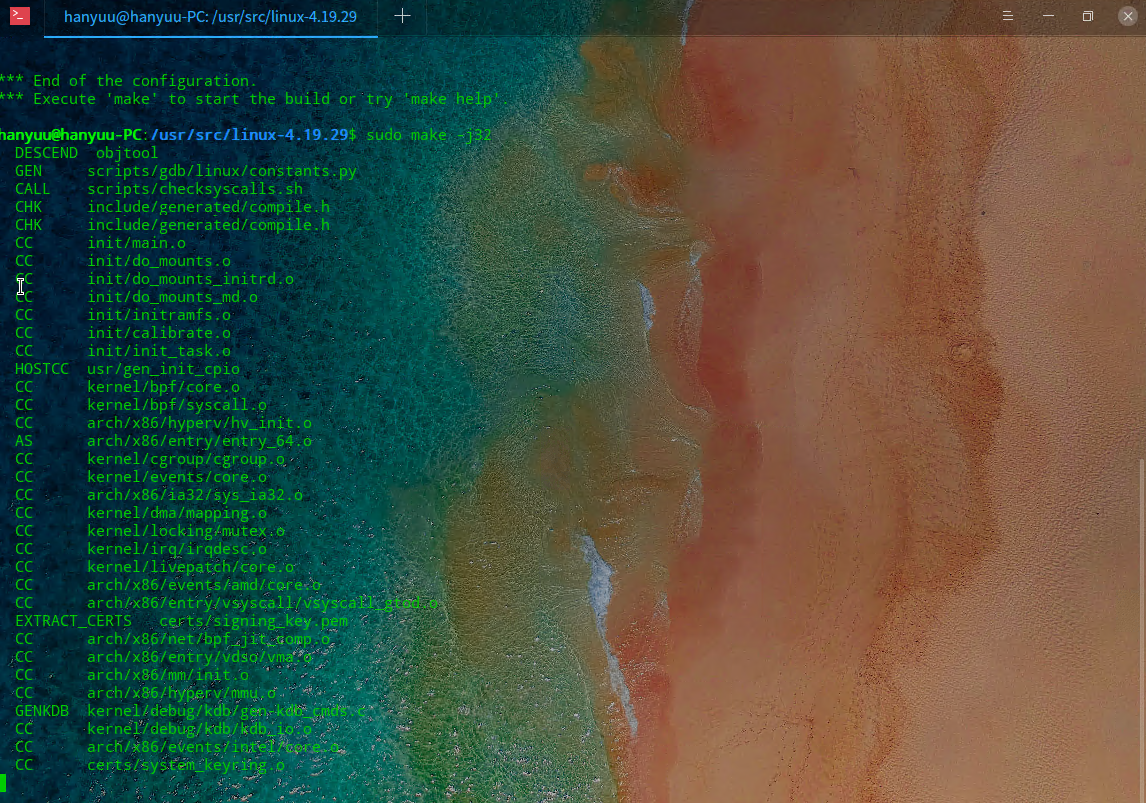 hanyuu@hanyuu-PC: /usr/src/linux-4.19.29
*** End of the configuration.
*** Execute 'make' to start the build or try 'make help'.
hanyuu@hanyuu-PC:/usr/src/linux-4.19.29$ sudo make -j32
DESCEND objtool
GEN scripts/gdb/linux/constants.py
CALL scripts/checksyscalls.sh
CHK include/generated/compile.h
CHK include/generated/compile.h
CC init/main.o
CC init/do_mounts.o
CC init/do_mounts_initrd.o
CC init/do_mounts_md.o
CC init/initramfs.o
CC init/calibrate.o
CC init/init_task.o
HOSTCC usr/gen_init_cpio
CC kernel/bpf/core.o
CC kernel/bpf/syscall.o
CC arch/x86/hyperv/hv_init.o
AS arch/x86/entry/entry_64.o
CC kernel/cgroup/cgroup.o
CC kernel/events/core.o
CC arch/x86/ia32/sys_ia32.o
CC kernel/dma/mapping.o
CC kernel/locking/mutex.o
CC kernel/irq/irqdesc.o
CC kernel/livepatch/core.o
CC arch/x86/events/amd/core.o
CC arch/x86/entry/vsyscall/vsyscall_gtod.o
EXTRACT_CERTS certs/signing_key.pem
CC arch/x86/net/bpf_jit_comp.o
CC arch/x86/entry/vdso/vma.o
CC arch/x86/mm/init.o
CC arch/x86/hyperv/mmu.o
GENKDB kernel/debug/kdb/gen-kdb_cmds.c
CC kernel/debug/kdb/kdb_io.o
CC arch/x86/events/intel/core.o
CC certs/system_keyring.o